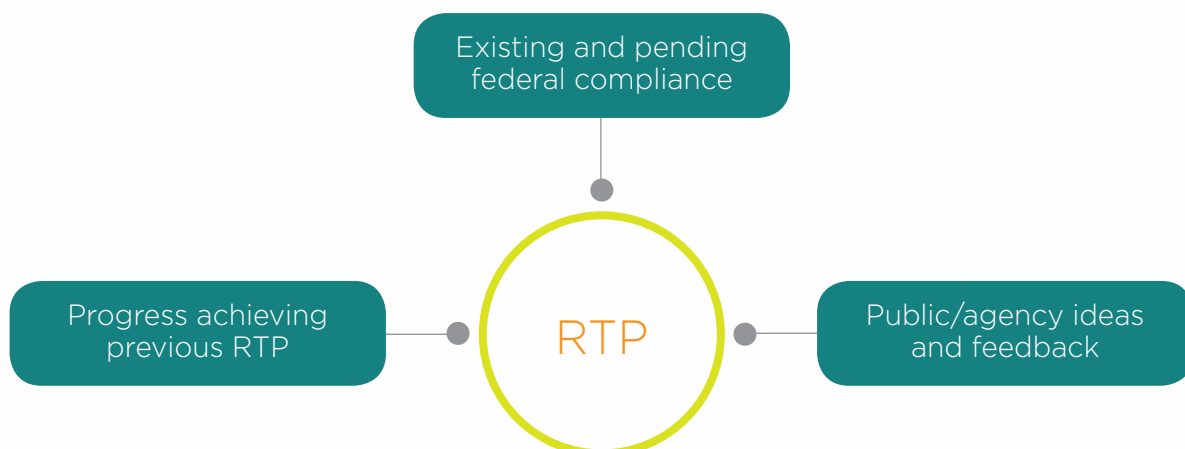 Existing and pending
federal compliance
Progress achieving
previous RTP
RTP
Public/agency ideas
and feedback